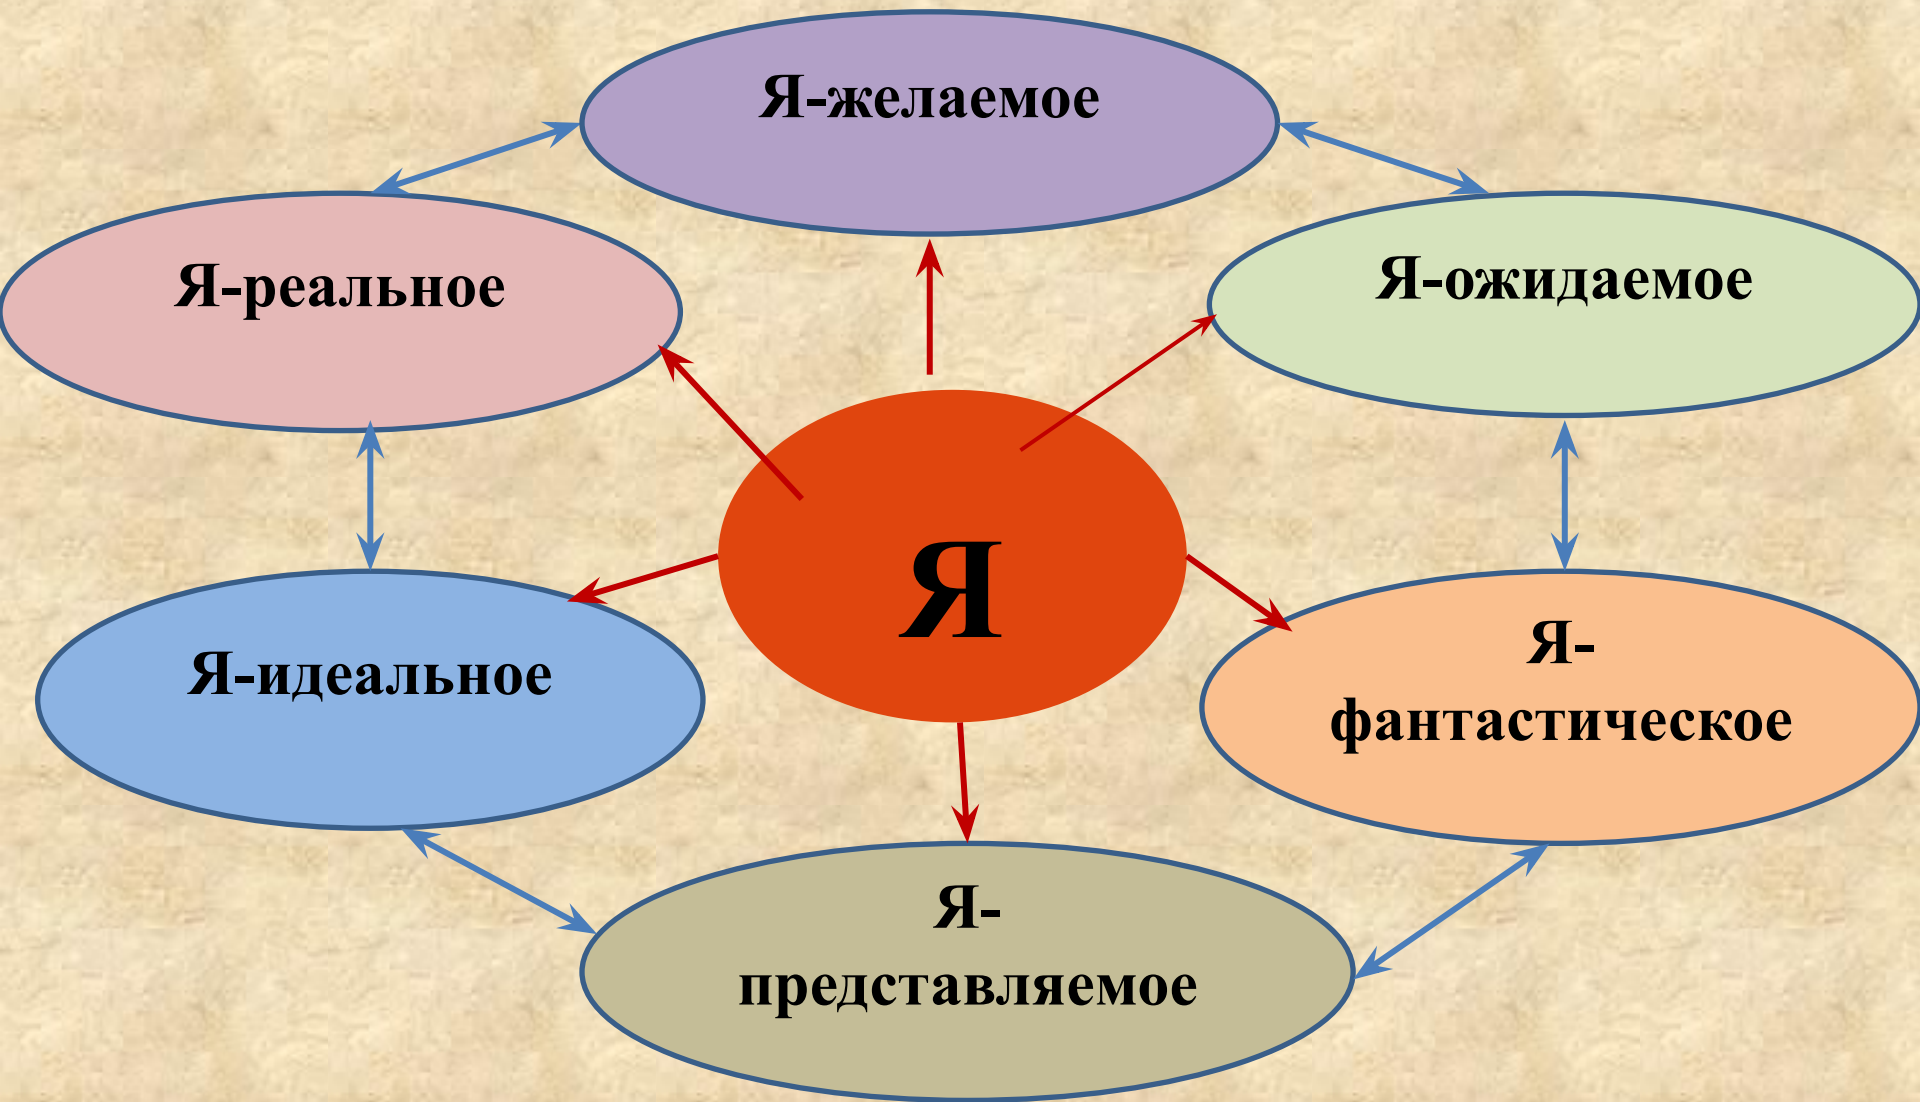 Я-желаемое
Я-реальное
Я-ожидаемое
Я
Я-идеальное
Я-
фантастическое
Я-
представляемое